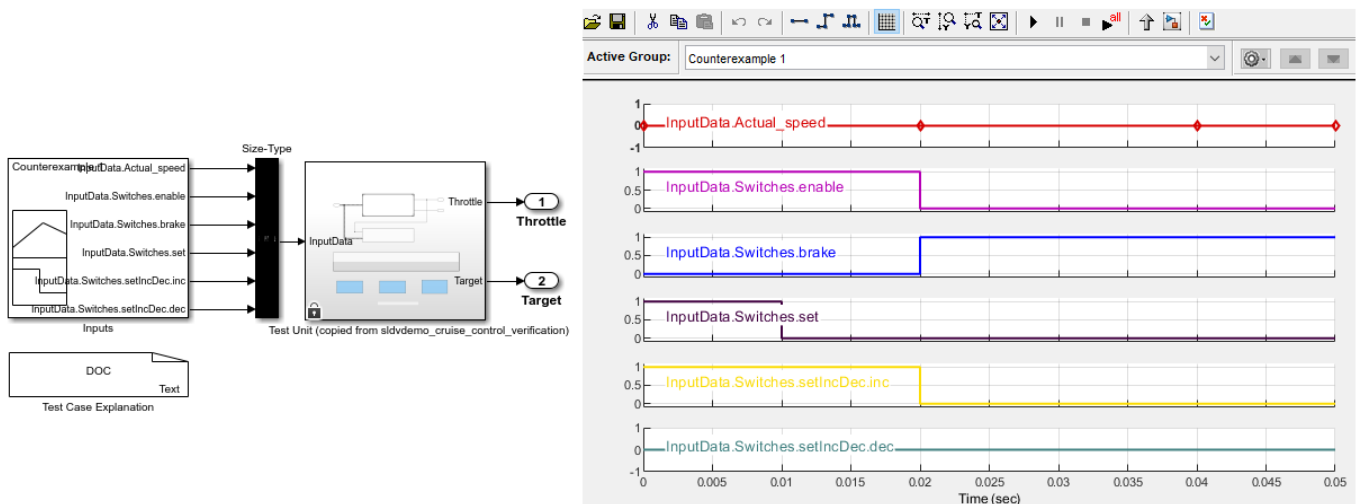 all
Active Group:
Counterexample 1
Size-Type
Counterexample 1
InputData.Actual_speed
InputData.Switches.enable
InputData.Switches.brake
InputData.Switches.set
InputData.Switches.setIncDec.inc
InputData.Switches.setIncDec.dec
Inputs
InputData
Throttle
Target
1
Throttle
2
Target
Test Unit (copied from sldvdemo_cruise_control_verification)
DOC
Text
Test Case Explanation
1
0
-1
InputData.Actual_speed
1
0.5
0
InputData.Switches.enable
1
0.5
0
InputData.Switches.brake
1
0.5
0
InputData.Switches.set
1
0.5
0
InputData.Switches.setIncDec.inc
1
0
-1
InputData.Switches.setIncDec.dec
0 0.005 0.01 0.015 0.02 0.025 0.03 0.035 0.04 0.045 0.05
Time (sec)